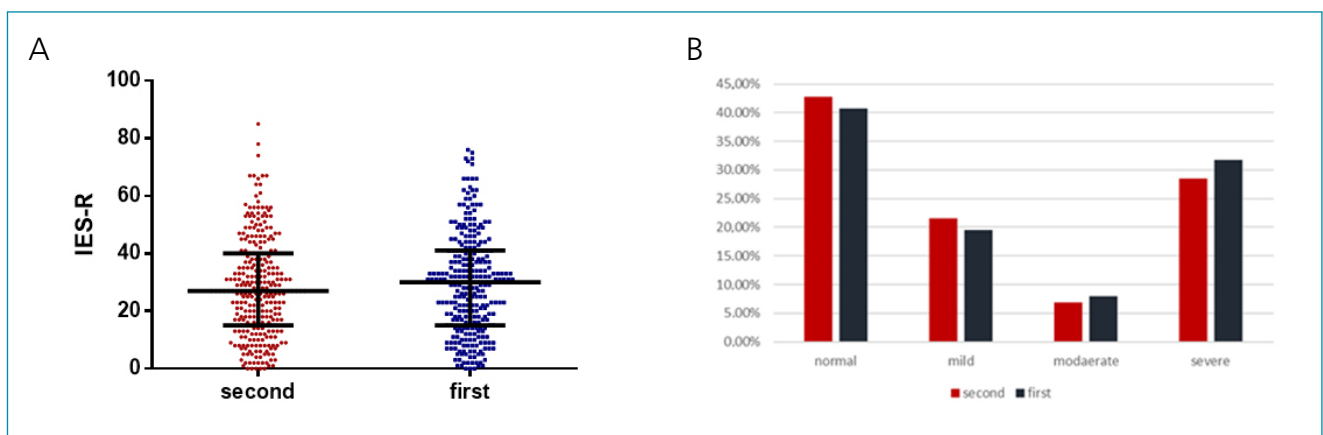 A
100
80
60
40
20
0
IES-R
second first
B
45,00%
40.00%
35,00%
30.00%
25.00%
20.00%
15.00%
10.00%
5.00%
0.00%
normal mild modaerate severe
second first